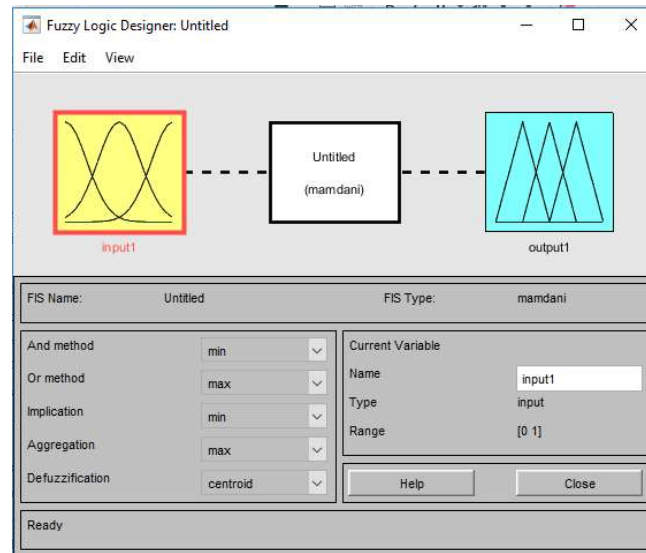 Fuzzy Logic Designer: Untitled
File Edit View
Untitled
(mamdani)
input1
output1
FIS Name: Untitled FIS Type: mamdani
And method min
Or method max
Implication min
Aggregation max
Defuzzification centroid
Current Variable
Name input1
Type input
Range [0 1]
Help Close
Ready